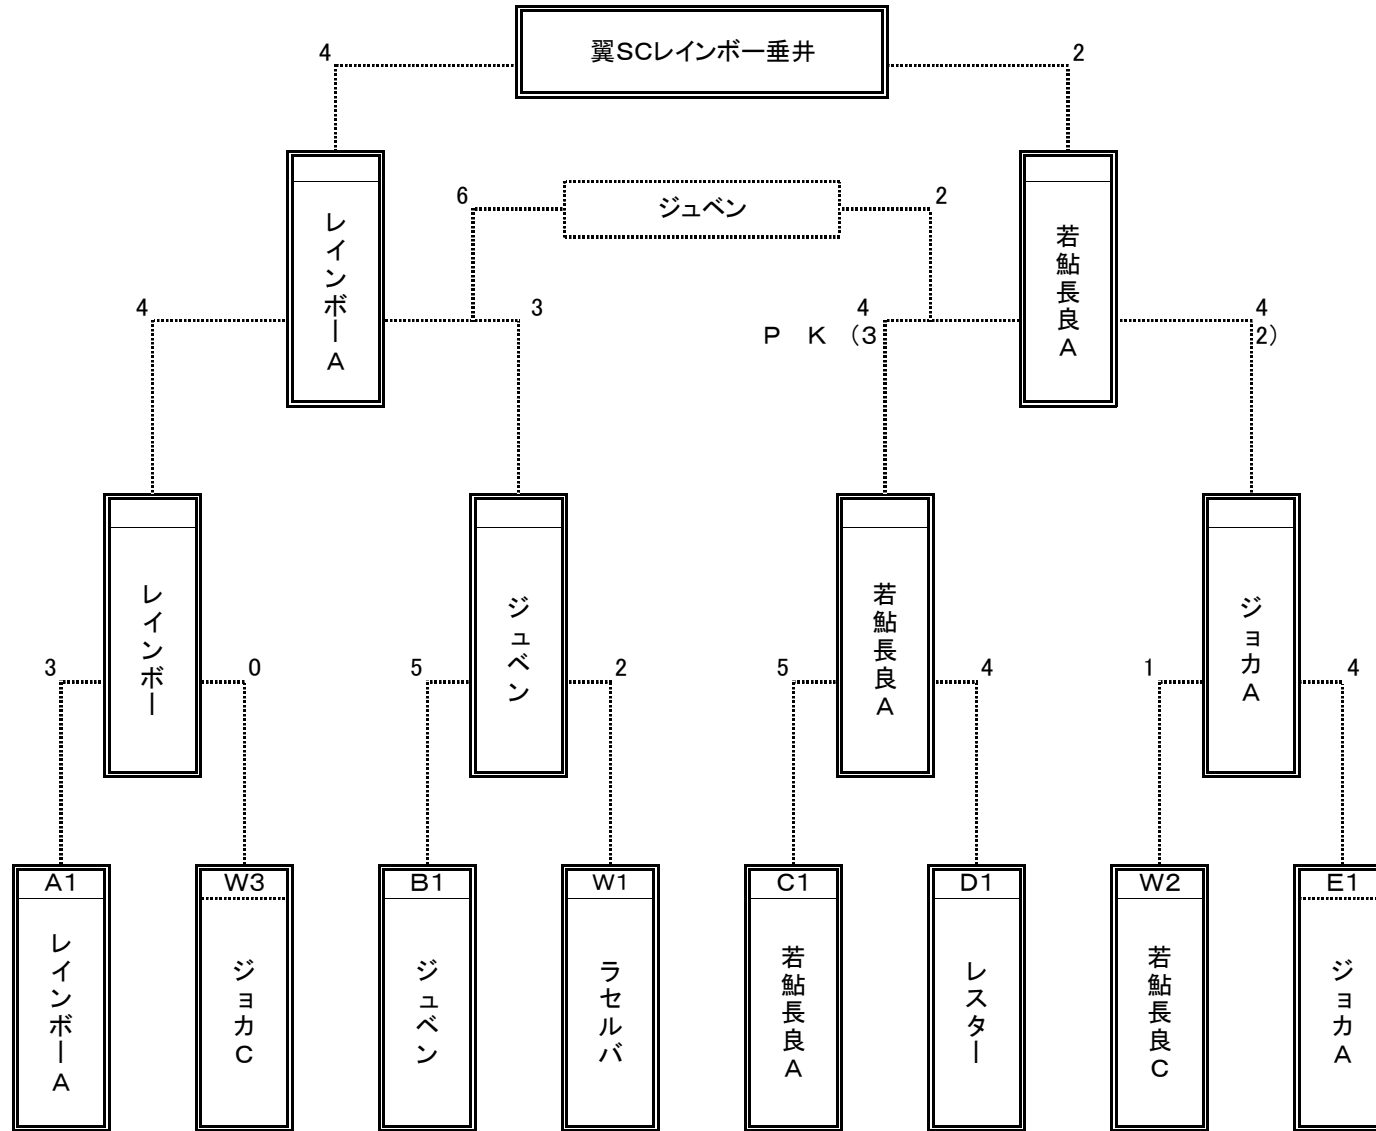 翼SCレインボー垂井
4
2
ジュベン
6
2
レインボーA
若鮎長良A
4
3
4
4
PK（3
2）
レインボー
ジュベン
若鮎長良A
ジョカA
3
0
5
2
5
4
1
4
A1
W3
B1
W1
C1
D1
W2
E1
レインボーA
ジョカC
ジュベン
ラセルバ
若鮎長良A
レスター
若鮎長良C
ジョカA